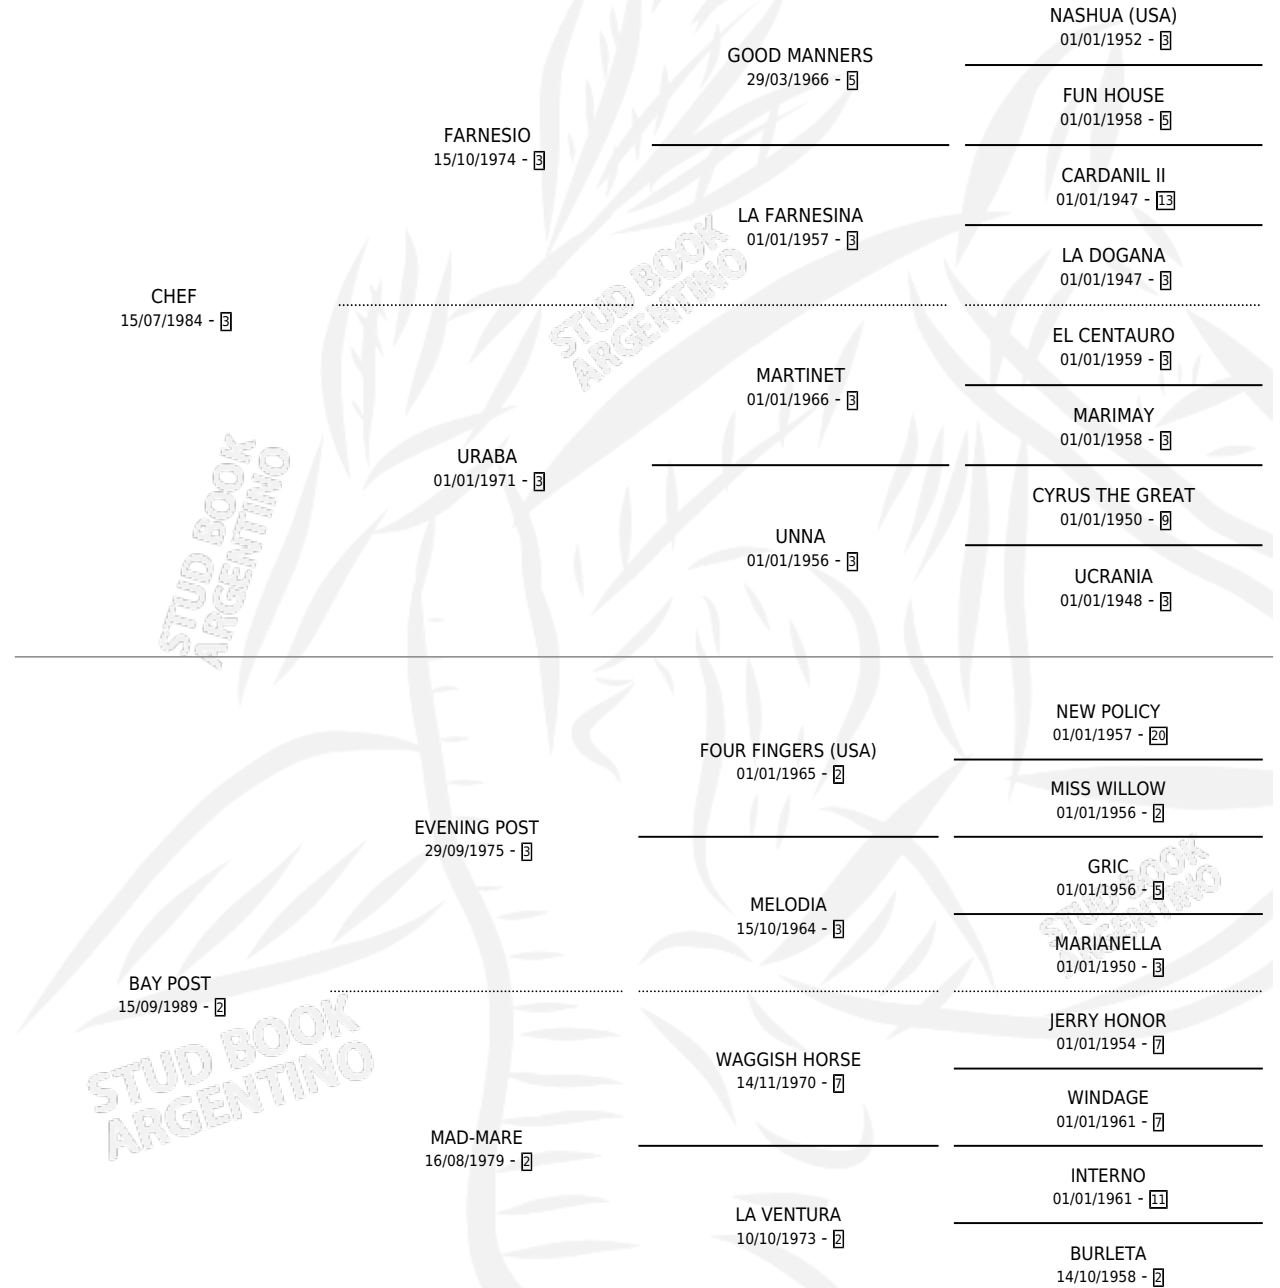 NASHUA (USA)
01/01/1952 - 3
GOOD MANNERS
29/03/1966 - 5
FUN HOUSE
01/01/1958 - 5
FARNESIO
15/10/1974 - 3
CARDANIL II
01/01/1947 - 13
LA FARNESINA
01/01/1957 - 3
LA DOGANA
01/01/1947 - 3
CHEF
15/07/1984 - 3
EL CENTAURO
01/01/1959 - 3
MARTINET
01/01/1966 - 3
MARIMAY
01/01/1958 - 3
URABA
01/01/1971 - 3
CYRUS THE GREAT
01/01/1950 - 9
UNNA
01/01/1956 - 3
UCRANIA
01/01/1948 - 3
NEW POLICY
01/01/1957 - 20
FOUR FINGERS (USA)
01/01/1965 - 2
MISS WILLOW
01/01/1956 - 2
EVENING POST
29/09/1975 - 3
GRIC
01/01/1956 - 5
MELODIA
15/10/1964 - 3
MARIANELLA
01/01/1950 - 3
BAY POST
15/09/1989 - 2
JERRY HONOR
01/01/1954 - 7
WAGGISH HORSE
14/11/1970 - 7
WINDAGE
01/01/1961 - 7
MAD-MARE
16/08/1979 - 2
INTERNO
01/01/1961 - 11
LA VENTURA
10/10/1973 - 2
BURLETA
14/10/1958 - 2
STUD BOOK
ARGENTINO
STUD BOOK
ARGENTINO
STUD BOOK
ARGENTINO
STUD BOOK
ARGENTINO